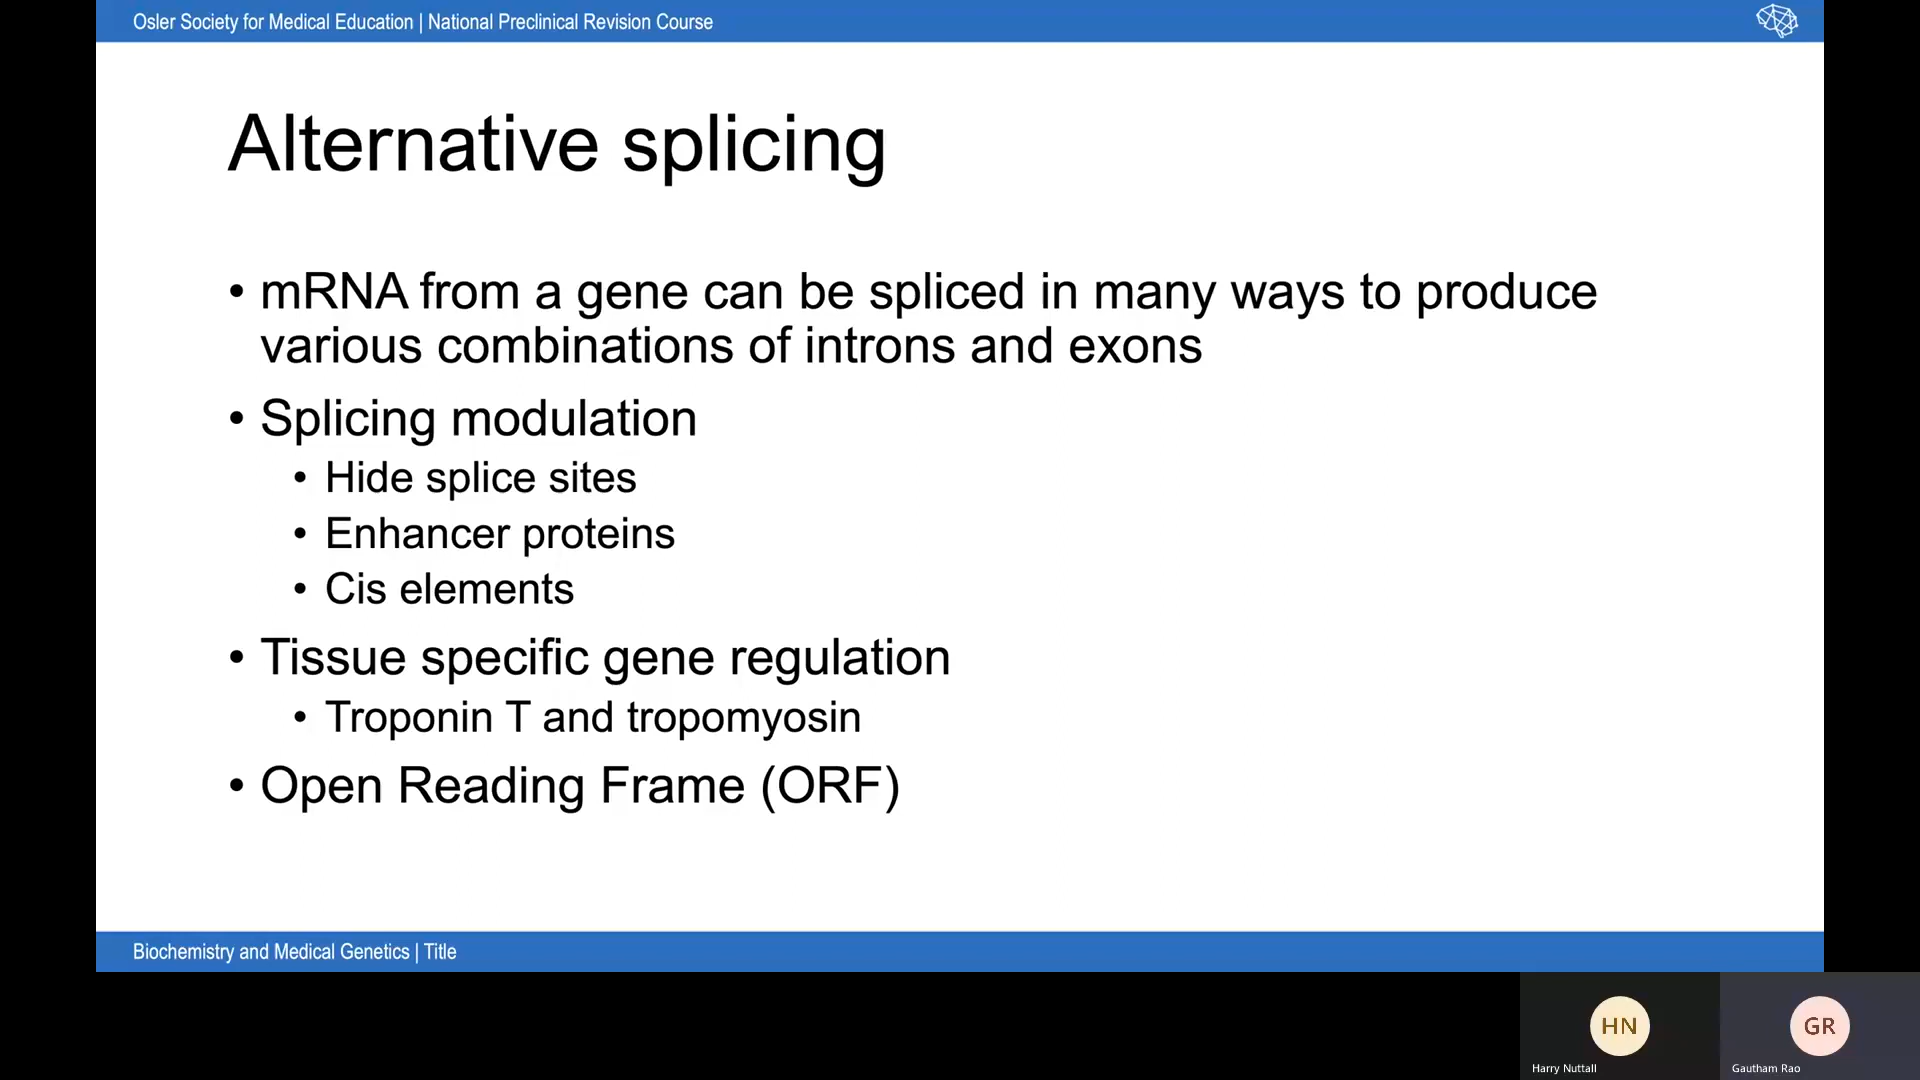 Osler Society for Medical Education | National Preclinical Revision Course
Alternative splicing
• mRNA from a gene can be spliced in many ways to produce
various combinations of introns and exons
• Splicing modulation
• Hide splice sites
• Enhancer proteins
• Cis elements
• Tissue specific gene regulation
• Troponin T and tropomyosin
• Open Reading Frame (ORF)
Biochemistry and Medical Genetics | Title
HN
Harry Nuttall
GR
Gautham Rao